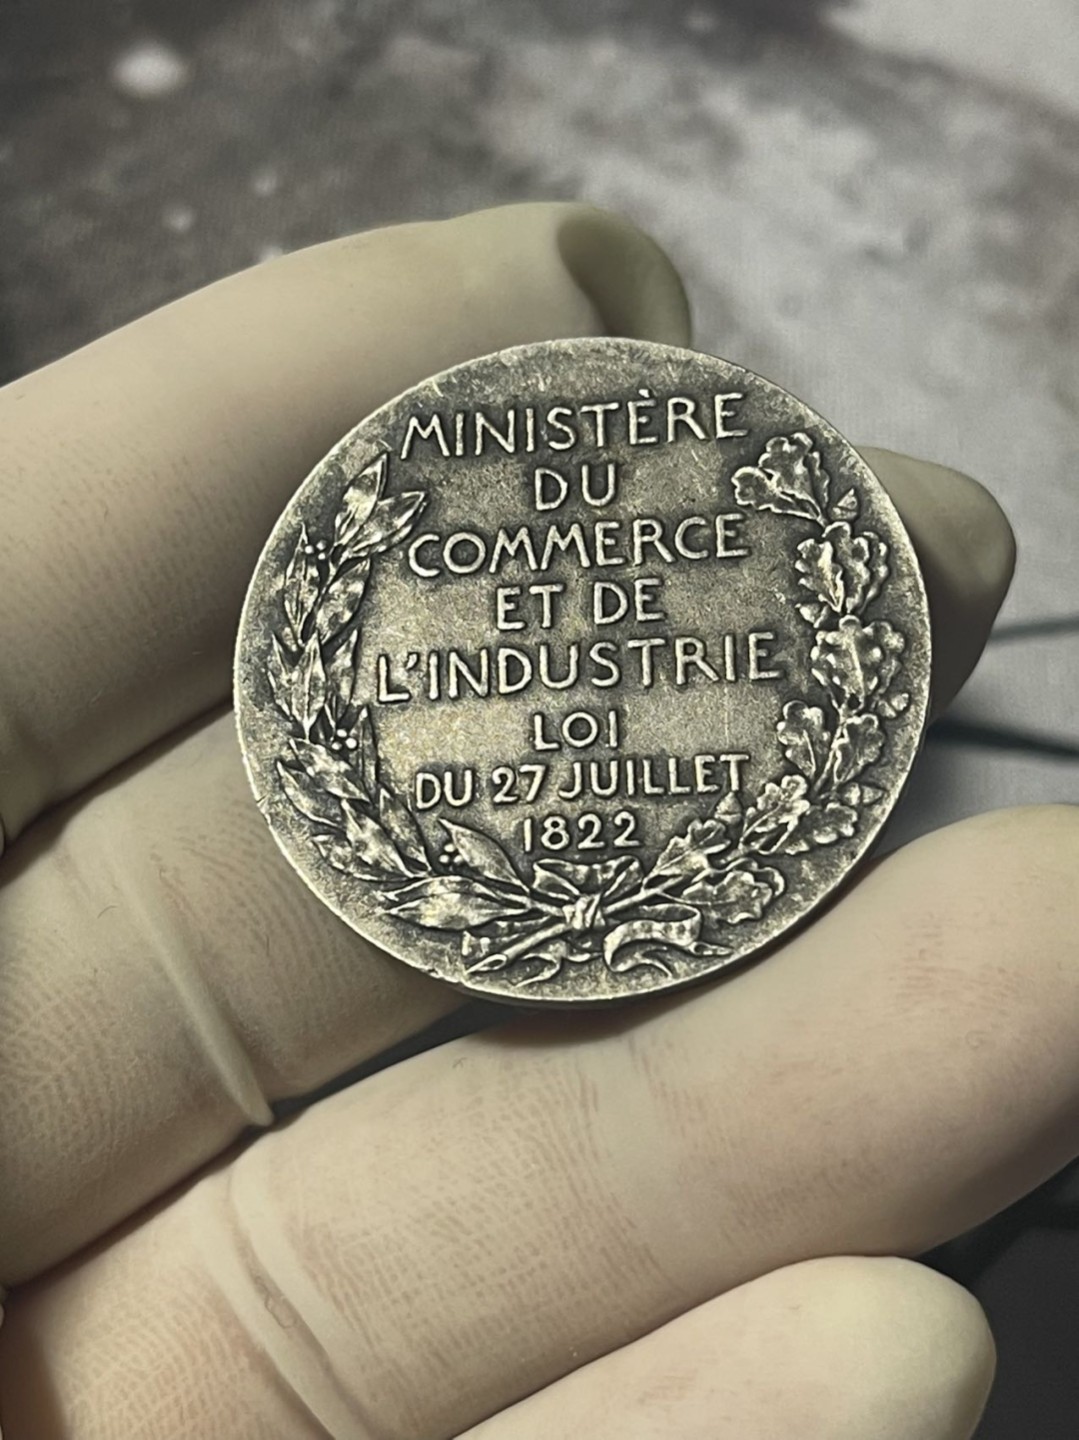 MINISTÈRE
DU
COMMERCE
ET DE
L'INDUSTRIE
LOI
DU 27 JUILLET
1822